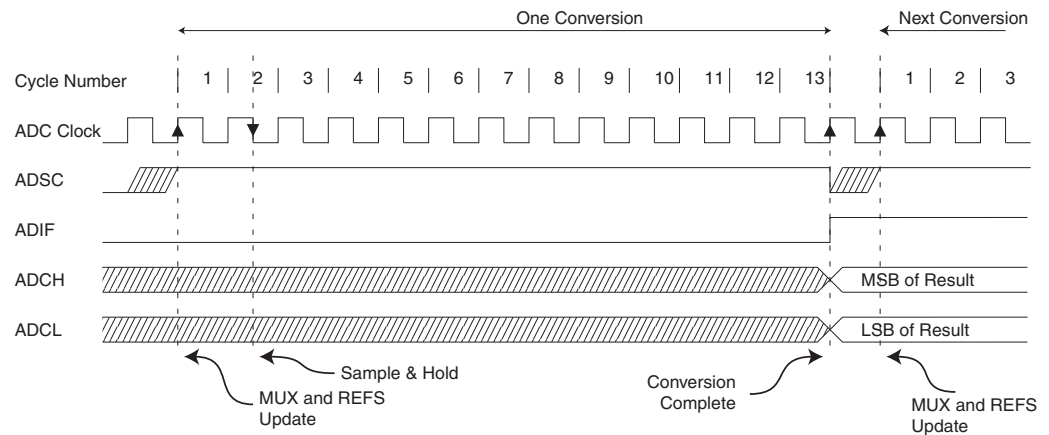 One Conversion
Next Conversion
Cycle Number 1 2 3 4 5 6 7 8 9 10 11 12 13 1 2 3
ADC Clock
ADSC
ADIF
ADCH
MSB of Result
ADCL
LSB of Result
Sample & Hold
MUX and REFS
Update
Conversion
Complete
MUX and REFS
Update